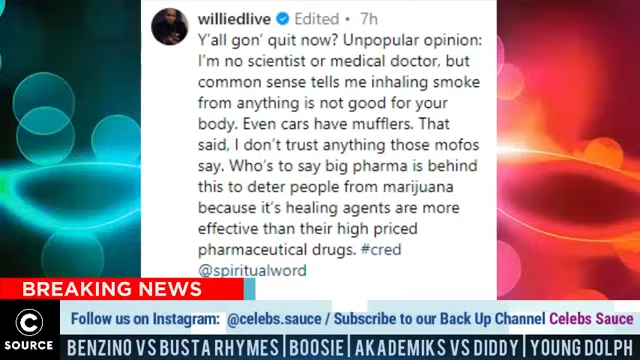 williedlive Edited • 7h
Y'all gon' quit now? Unpopular opinion:
I'm no scientist or medical doctor, but
common sense tells me inhaling smoke
from anything is not good for your
body. Even cars have mufflers. That
said, I don't trust anything those mofos
say. Who's to say big pharma is behind
this to deter people from marijuana
because it's healing agents are more
effective than their high priced
pharmaceutical drugs. #cred
@spiritualword
BREAKING NEWS
Follow us on Instagram: @celebs.sauce / Subscribe to our Back Up Channel Celebs Sauce
C
SOURCE
BENZINO VS BUSTA RHYMES | BOOSIE | AKADEMIKS VS DIDDY | YOUNG DOLPH